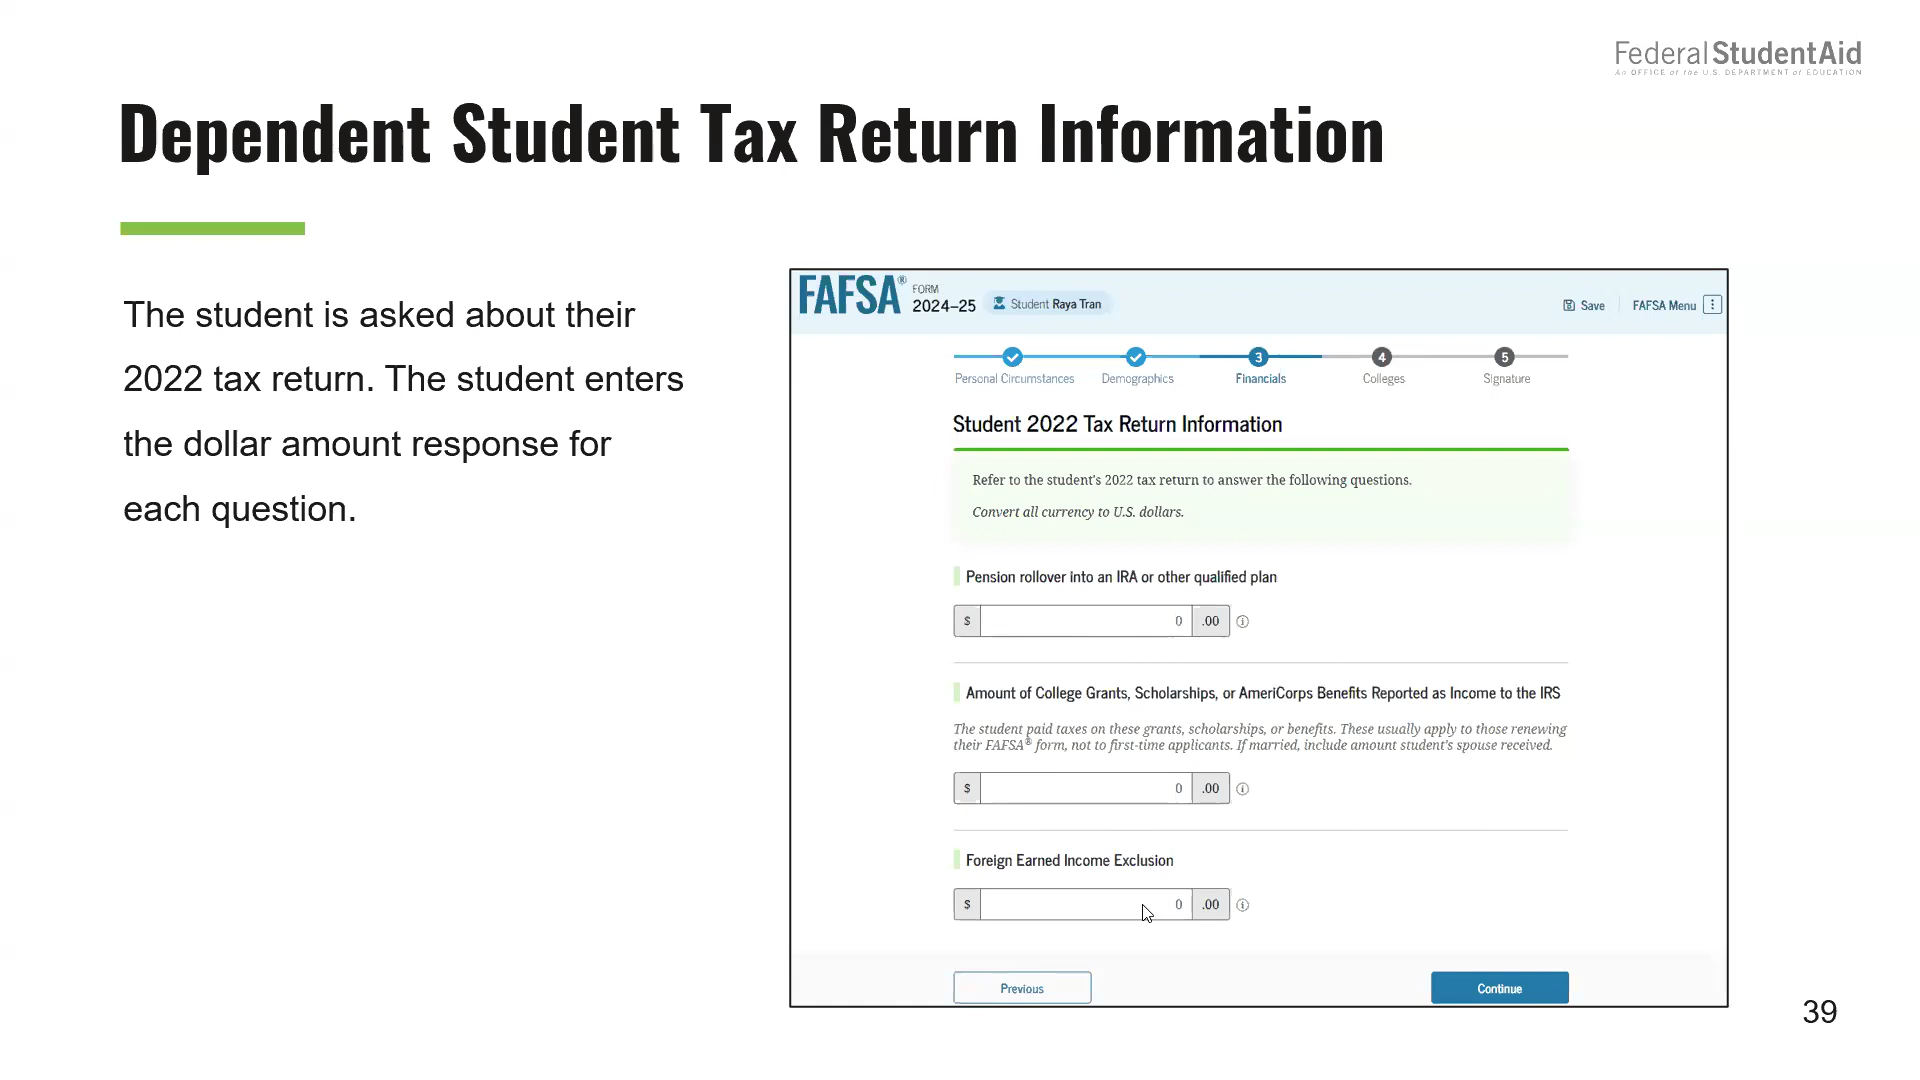 Federal StudentAid
An OFFICE of the U.S. DEPARTMENT of EDUCATION
Dependent Student Tax Return Information
The student is asked about their
2022 tax return. The student enters
the dollar amount response for
each question.
FAFSA® FORM 2024–25
Student Raya Tran
Save
FAFSA Menu
3
4
5
Personal Circumstances
Demographics
Financials
Colleges
Signature
Student 2022 Tax Return Information
Refer to the student's 2022 tax return to answer the following questions.
Convert all currency to U.S. dollars.
Pension rollover into an IRA or other qualified plan
$ 0 .00
Amount of College Grants, Scholarships, or AmeriCorps Benefits Reported as Income to the IRS
The student paid taxes on these grants, scholarships, or benefits. These usually apply to those renewing
their FAFSA® form, not to first-time applicants. If married, include amount student's spouse received.
$ 0 .00
Foreign Earned Income Exclusion
$ 0 .00
Previous
Continue
39